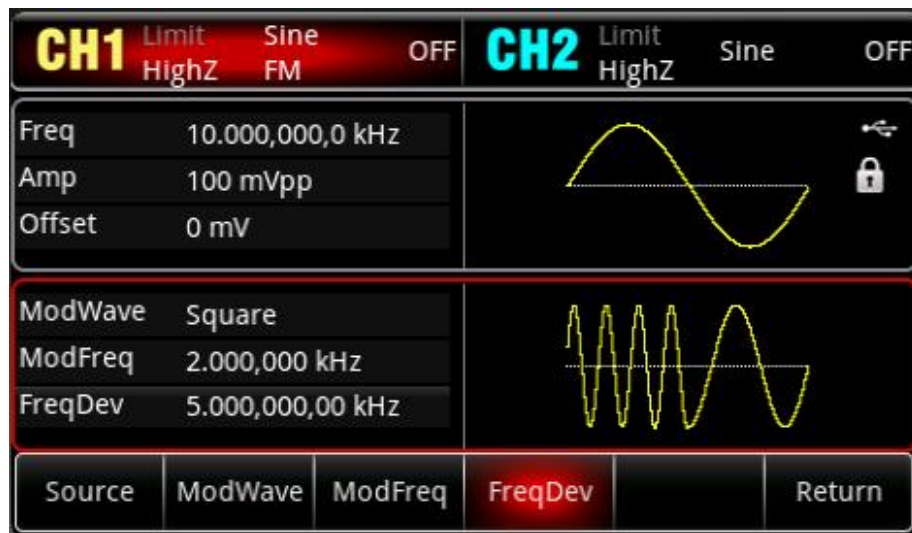 CH1 Limit Sine OFF
HighZ FM
CH2 Limit Sine OFF
HighZ
Freq 10.000,000,0 kHz
Amp 100 mVpp
Offset 0 mV
ModWave Square
ModFreq 2.000,000 kHz
FreqDev 5.000,000,00 kHz
Source ModWave ModFreq FreqDev Return